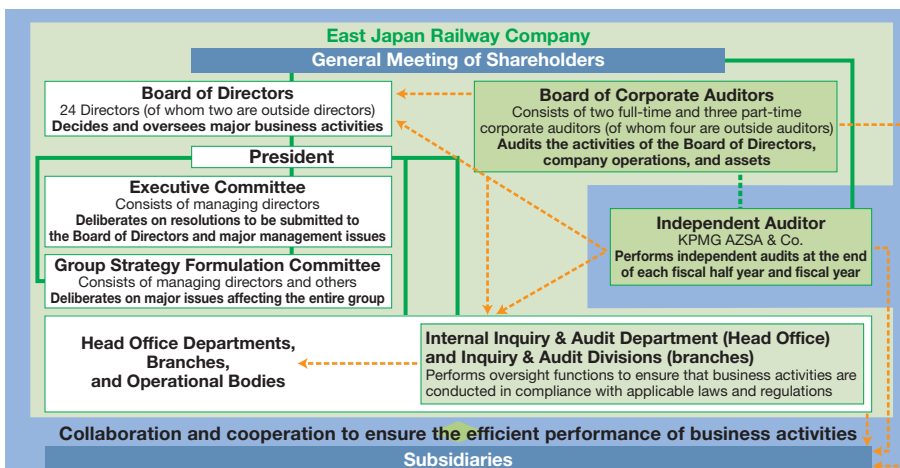 East Japan Railway Company
General Meeting of Shareholders
Board of Directors
24 Directors (of whom two are outside directors)
Decides and oversees major business activities
Board of Corporate Auditors
Consists of two full-time and three part-time
corporate auditors (of whom four are outside auditors)
Audits the activities of the Board of Directors,
company operations, and assets
President
Executive Committee
Consists of managing directors
Deliberates on resolutions to be submitted to
the Board of Directors and major management issues
Independent Auditor
KPMG AZSA & Co.
Performs independent audits at the end
of each fiscal half year and fiscal year
Group Strategy Formulation Committee
Consists of managing directors and others
Deliberates on major issues affecting the entire group
Head Office Departments,
Branches,
and Operational Bodies
Internal Inquiry & Audit Department (Head Office)
and Inquiry & Audit Divisions (branches)
Performs oversight functions to ensure that business activities are
conducted in compliance with applicable laws and regulations
Collaboration and cooperation to ensure the efficient performance of business activities
Subsidiaries